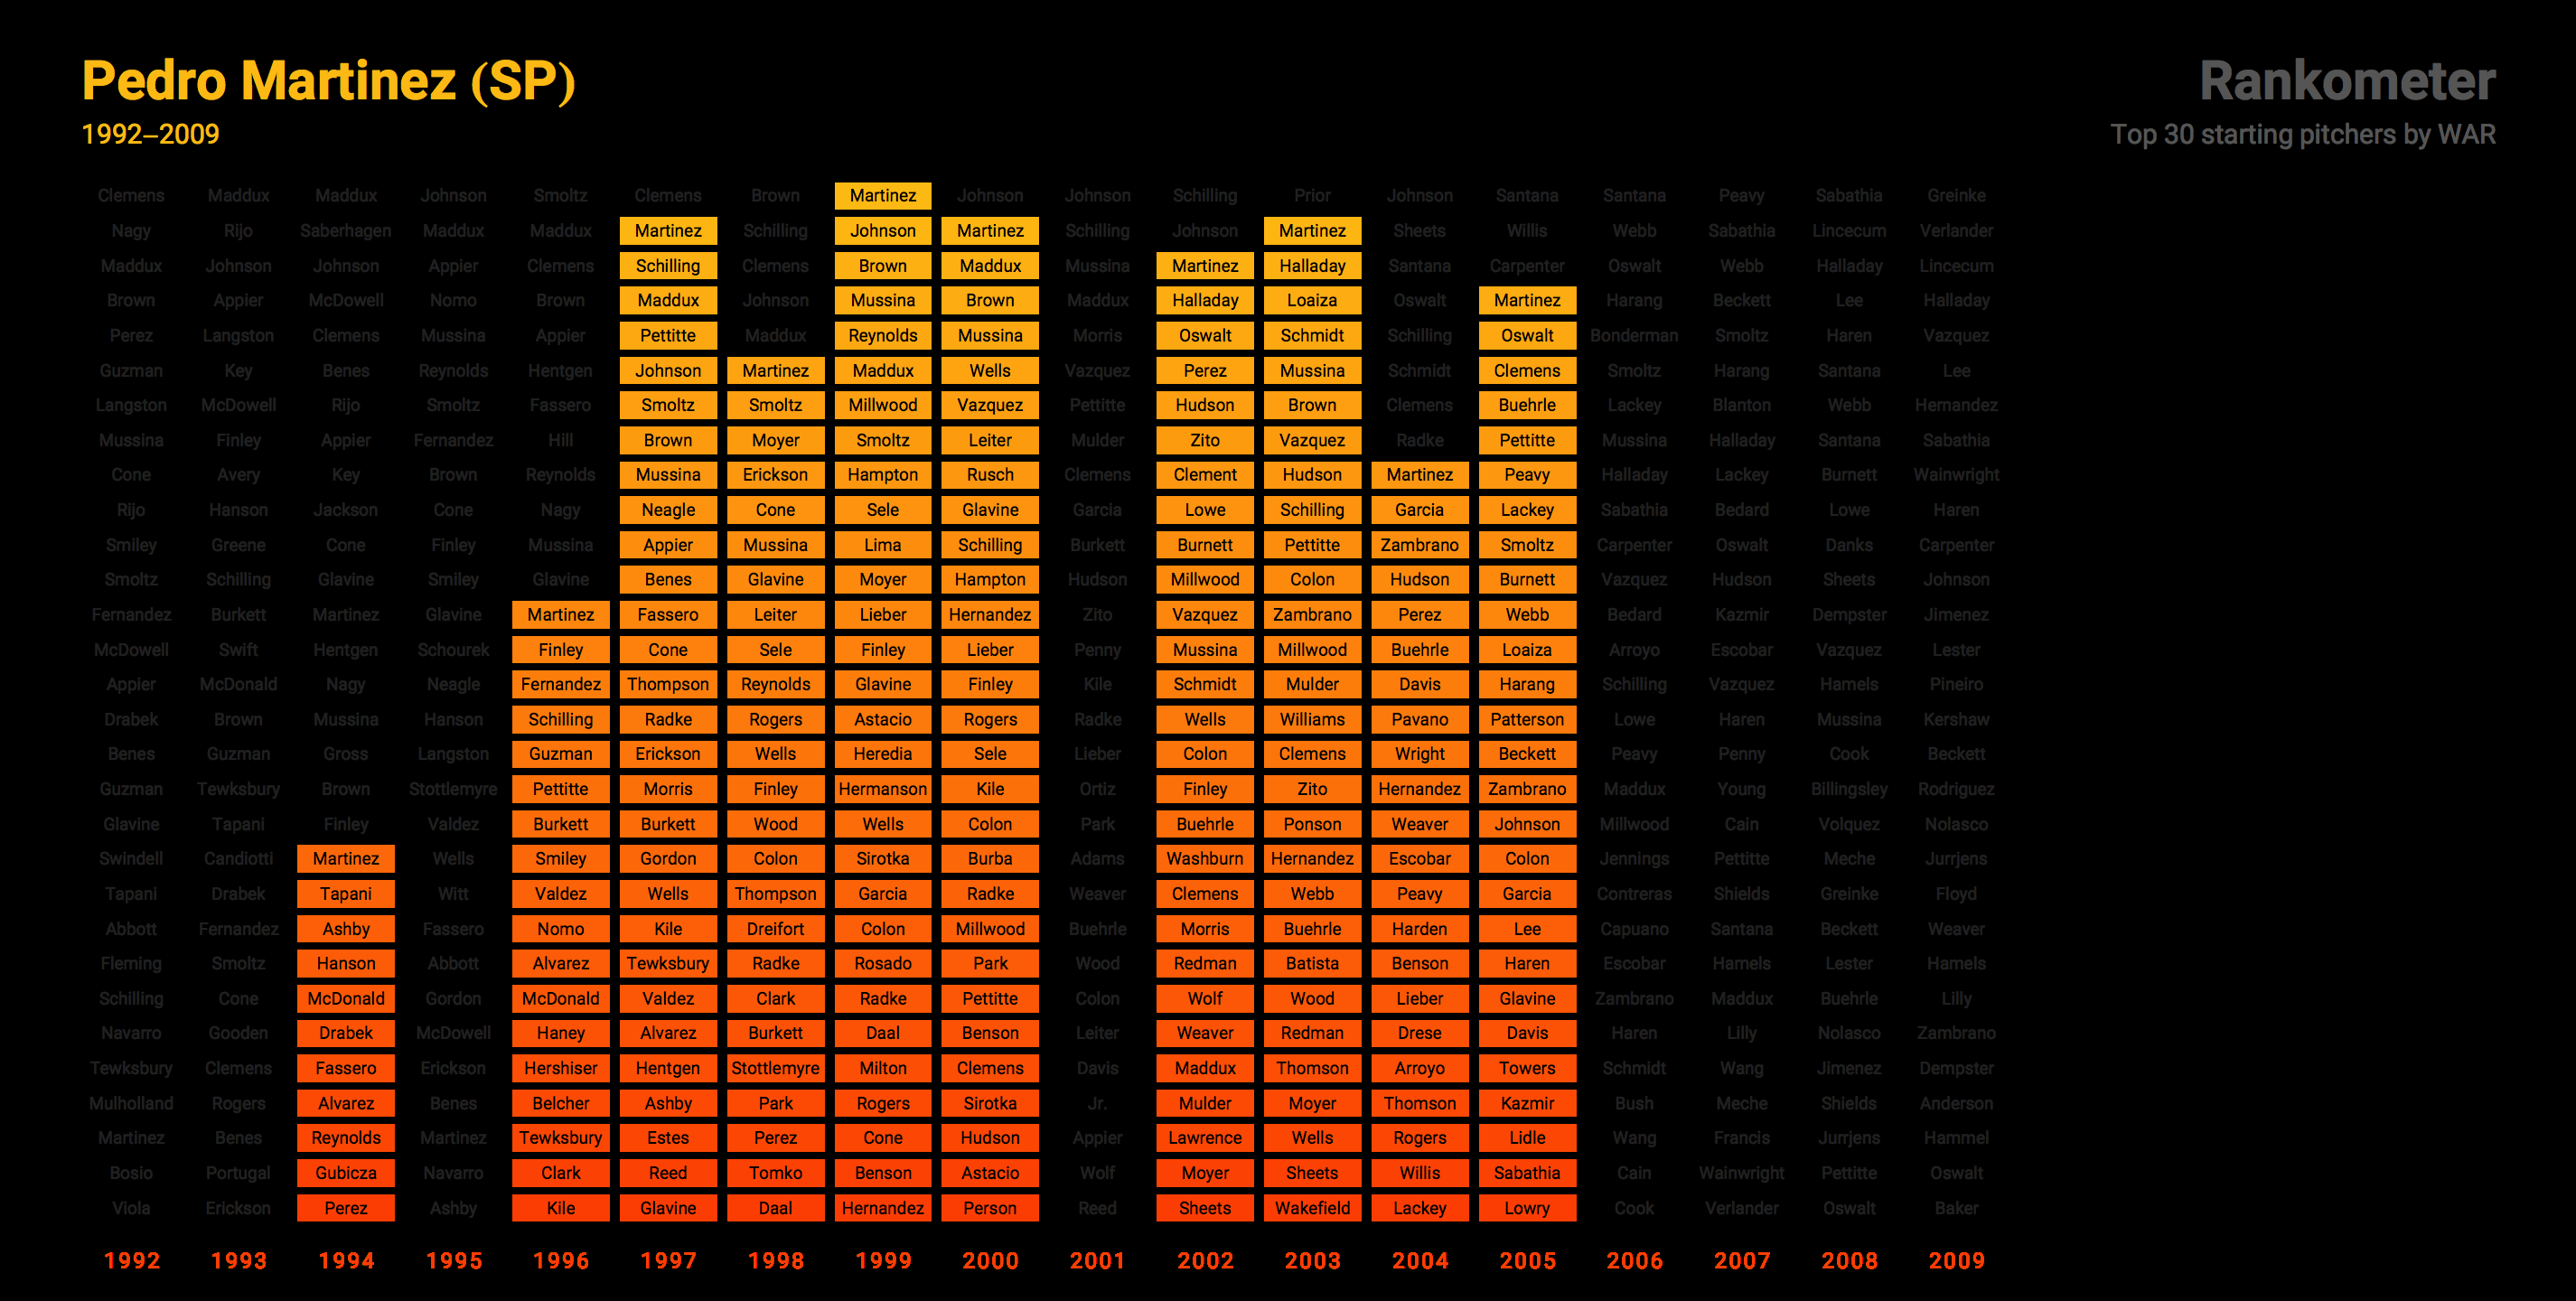 Pedro Martinez (SP)
1992–2009
Rankometer
Top 30 starting pitchers by WAR
Clemens Maddux Maddux Johnson Smoltz Clemens Brown Martinez Johnson Johnson Schilling Prior Johnson Santana Santana Peavy Sabathia Greinke
Nagy Rijo Saberhagen Maddux Maddux Martinez Schilling Johnson Martinez Schilling Johnson Martinez Sheets Willis Webb Sabathia Lincecum Verlander
Maddux Johnson Johnson Appier Clemens Schilling Clemens Brown Maddux Mussina Martinez Halladay Santana Carpenter Oswalt Webb Halladay Lincecum
Brown Appier McDowell Nomo Brown Maddux Johnson Mussina Brown Maddux Halladay Loaiza Oswalt Martinez Harang Beckett Lee Halladay
Perez Langston Clemens Mussina Appier Pettitte Maddux Reynolds Mussina Morris Oswalt Schmidt Schilling Oswalt Bonderman Smoltz Haren Vazquez
Guzman Key Benes Reynolds Hentgen Johnson Martinez Maddux Wells Vazquez Perez Mussina Schmidt Clemens Smoltz Harang Santana Lee
Langston McDowell Rijo Smoltz Fassero Smoltz Smoltz Millwood Vazquez Pettitte Hudson Brown Clemens Buehrle Lackey Blanton Webb Hernandez
Mussina Finley Appier Fernandez Hill Brown Moyer Smoltz Leiter Mulder Zito Vazquez Radke Pettitte Mussina Halladay Santana Sabathia
Cone Avery Key Brown Reynolds Mussina Erickson Hampton Rusch Clemens Clement Hudson Martinez Peavy Halladay Lackey Burnett Wainwright
Rijo Hanson Jackson Cone Nagy Neagle Cone Sele Glavine Garcia Lowe Schilling Garcia Lackey Sabathia Bedard Lowe Haren
Smiley Greene Cone Finley Mussina Appier Mussina Lima Schilling Burkett Burnett Pettitte Zambrano Smoltz Carpenter Oswalt Danks Carpenter
Smoltz Schilling Glavine Smiley Glavine Benes Glavine Moyer Hampton Hudson Millwood Colon Hudson Burnett Vazquez Hudson Sheets Johnson
Fernandez Burkett Martinez Glavine Martinez Fassero Leiter Lieber Hernandez Zito Vazquez Zambrano Perez Webb Bedard Kazmir Dempster Jimenez
McDowell Swift Hentgen Schourek Finley Cone Sele Finley Lieber Penny Mussina Millwood Buehrle Loaiza Arroyo Escobar Vazquez Lester
Appier McDonald Nagy Neagle Fernandez Thompson Reynolds Glavine Finley Kile Schmidt Mulder Davis Harang Schilling Vazquez Hamels Pineiro
Drabek Brown Mussina Hanson Schilling Radke Rogers Astacio Rogers Radke Wells Williams Pavano Patterson Lowe Haren Mussina Kershaw
Benes Guzman Gross Langston Guzman Erickson Wells Heredia Sele Lieber Colon Clemens Wright Beckett Peavy Penny Cook Beckett
Guzman Tewksbury Brown Stottlemyre Pettitte Morris Finley Hermanson Kile Ortiz Finley Zito Hernandez Zambrano Maddux Young Billingsley Rodriguez
Glavine Tapani Finley Valdez Burkett Burkett Wood Wells Colon Park Buehrle Ponson Weaver Johnson Millwood Cain Volquez Nolasco
Swindell Candiotti Martinez Wells Smiley Gordon Colon Sirotka Burba Adams Washburn Hernandez Escobar Colon Jennings Pettitte Meche Jurrjens
Tapani Drabek Tapani Witt Valdez Wells Thompson Garcia Radke Weaver Clemens Webb Peavy Garcia Contreras Shields Greinke Floyd
Abbott Fernandez Ashby Fassero Nomo Kile Dreifort Colon Millwood Buehrle Morris Buehrle Harden Lee Capuano Santana Beckett Weaver
Fleming Smoltz Hanson Abbott Alvarez Tewksbury Radke Rosado Park Wood Redman Batista Benson Haren Escobar Hamels Lester Hamels
Schilling Cone McDonald Gordon McDonald Valdez Clark Radke Pettitte Colon Wolf Wood Lieber Glavine Zambrano Maddux Buehrle Lilly
Navarro Gooden Drabek McDowell Haney Alvarez Burkett Daal Benson Leiter Weaver Redman Drese Davis Haren Lilly Nolasco Zambrano
Tewksbury Clemens Fassero Erickson Hershiser Hentgen Stottlemyre Milton Clemens Davis Maddux Thomson Arroyo Towers Schmidt Wang Jimenez Dempster
Mulholland Rogers Alvarez Benes Belcher Ashby Park Rogers Sirotka Jr. Mulder Moyer Thomson Kazmir Bush Meche Shields Anderson
Martinez Benes Reynolds Martinez Tewksbury Estes Perez Cone Hudson Appier Lawrence Wells Rogers Lidle Wang Francis Jurrjens Hammel
Bosio Portugal Gubicza Navarro Clark Reed Tomko Benson Astacio Wolf Moyer Sheets Willis Sabathia Cain Wainwright Pettitte Oswalt
Viola Erickson Perez Ashby Kile Glavine Daal Hernandez Person Reed Sheets Wakefield Lackey Lowry Cook Verlander Oswalt Baker
1992 1993 1994 1995 1996 1997 1998 1999 2000 2001 2002 2003 2004 2005 2006 2007 2008 2009